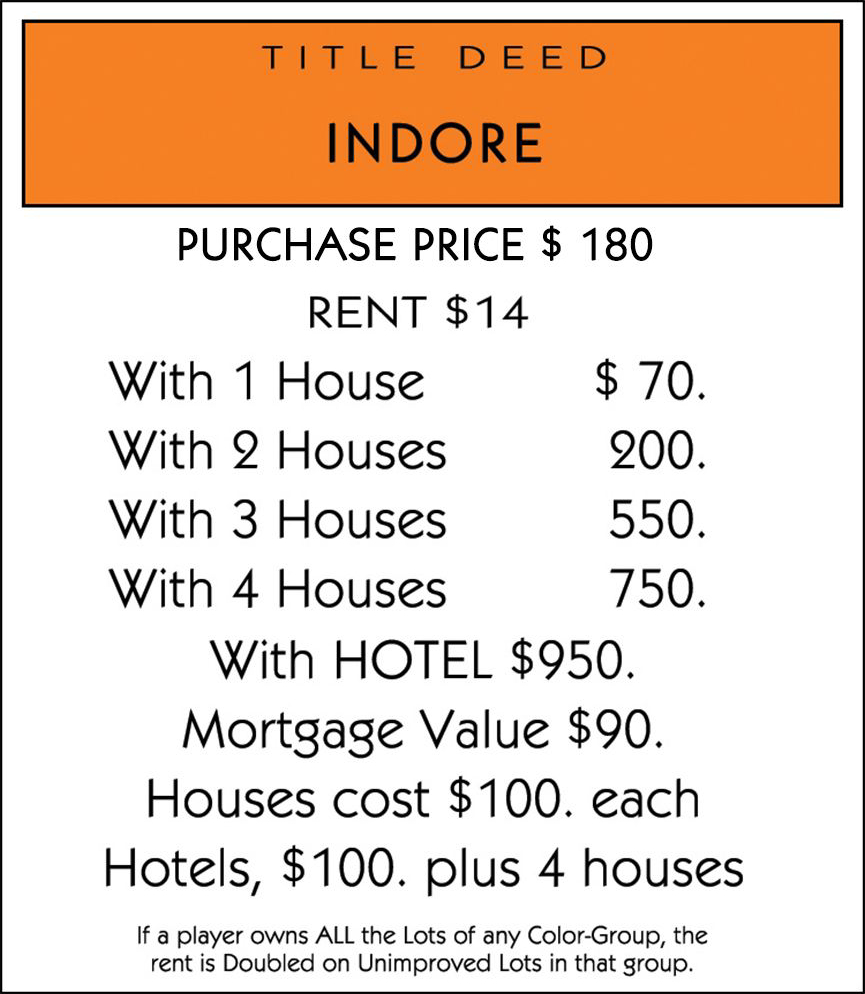 TITLE DEED
INDORE
PURCHASE PRICE $ 180
RENT $14
With 1 House $ 70.
With 2 Houses 200.
With 3 Houses 550.
With 4 Houses 750.
With HOTEL $950.
Mortgage Value $90.
Houses cost $100. each
Hotels, $100. plus 4 houses
If a player owns ALL the Lots of any Color-Group, the
rent is Doubled on Unimproved Lots in that group.